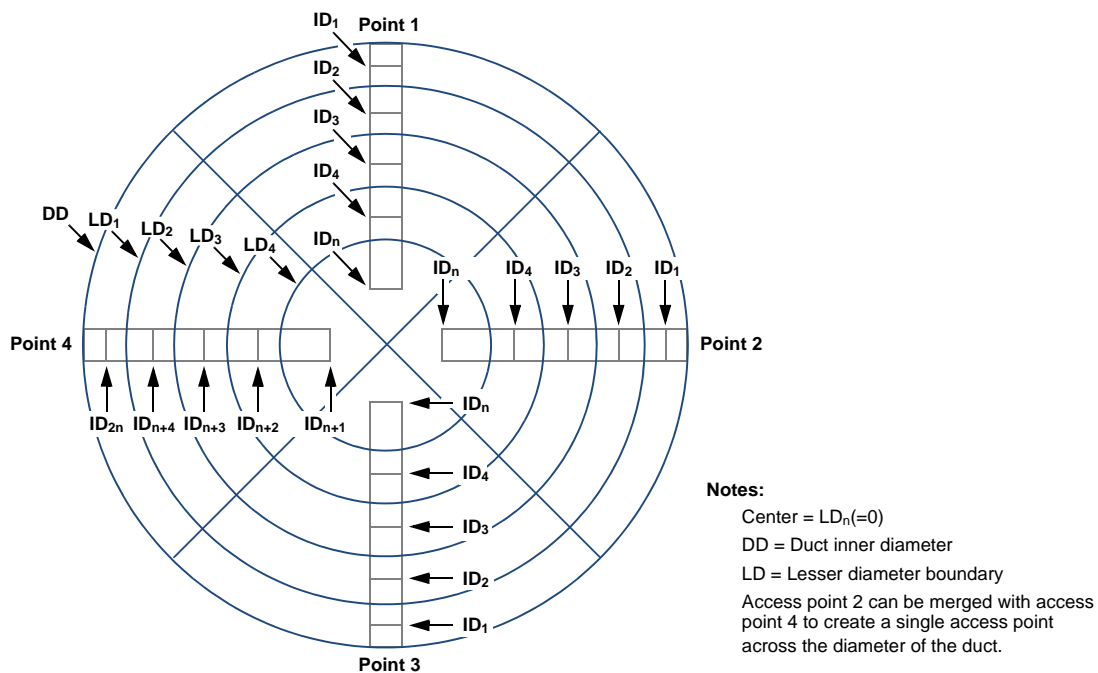 ID1
Point 1
ID2
ID3
ID4
IDn
DD
LD1
LD2
LD3
LD4
IDn
ID4
ID3
ID2
ID1
Point 4
Point 2
ID2n
IDn+4
IDn+3
IDn+2
IDn+1
IDn
ID4
ID3
ID2
ID1
Point 3
Notes:
Center = LDn(=0)
DD = Duct inner diameter
LD = Lesser diameter boundary
Access point 2 can be merged with access
point 4 to create a single access point
across the diameter of the duct.